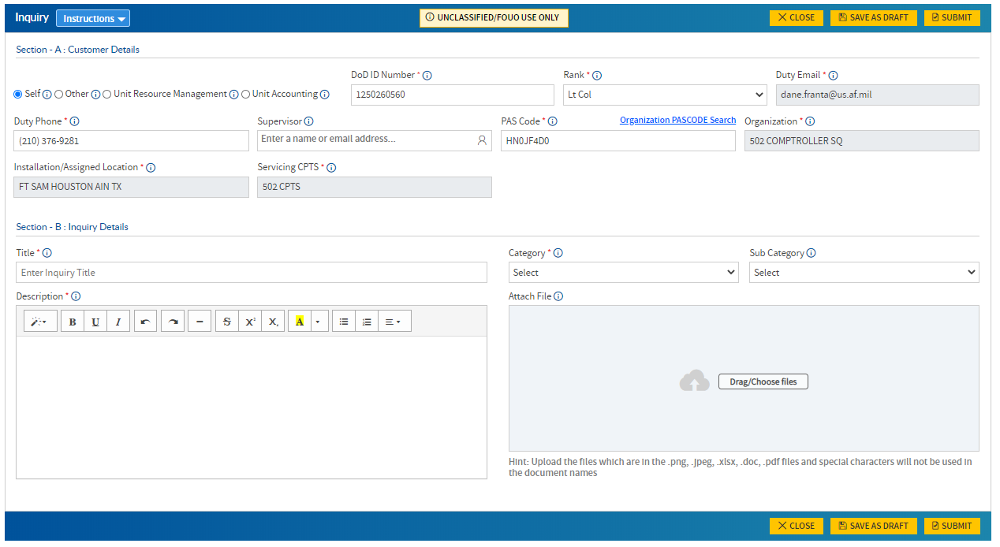 Inquiry Instructions UNCLASSIFIED/FOUO USE ONLY CLOSE SAVE AS DRAFT SUBMIT
Section - A : Customer Details
DoD ID Number * Rank * Duty Email *
Self Other Unit Resource Management Unit Accounting 1250260560 Lt Col dane.franta@us.af.mil
Duty Phone * Supervisor PAS Code * Organization PASCODE Search Organization *
(210) 376-9281 Enter a name or email address... HN0JF4D0 502 COMPTROLLER SQ
Installation/Assigned Location * Servicing CPTS *
FT SAM HOUSTON AIN TX 502 CPTS
Section - B : Inquiry Details
Title * Category * Sub Category
Enter Inquiry Title Select Select
Description * Attach File
B U I S X² X, A
Drag/Choose files
Hint: Upload the files which are in the .png, .jpeg, .xlsx, .doc, .pdf files and special characters will not be used in
the document names
CLOSE SAVE AS DRAFT SUBMIT